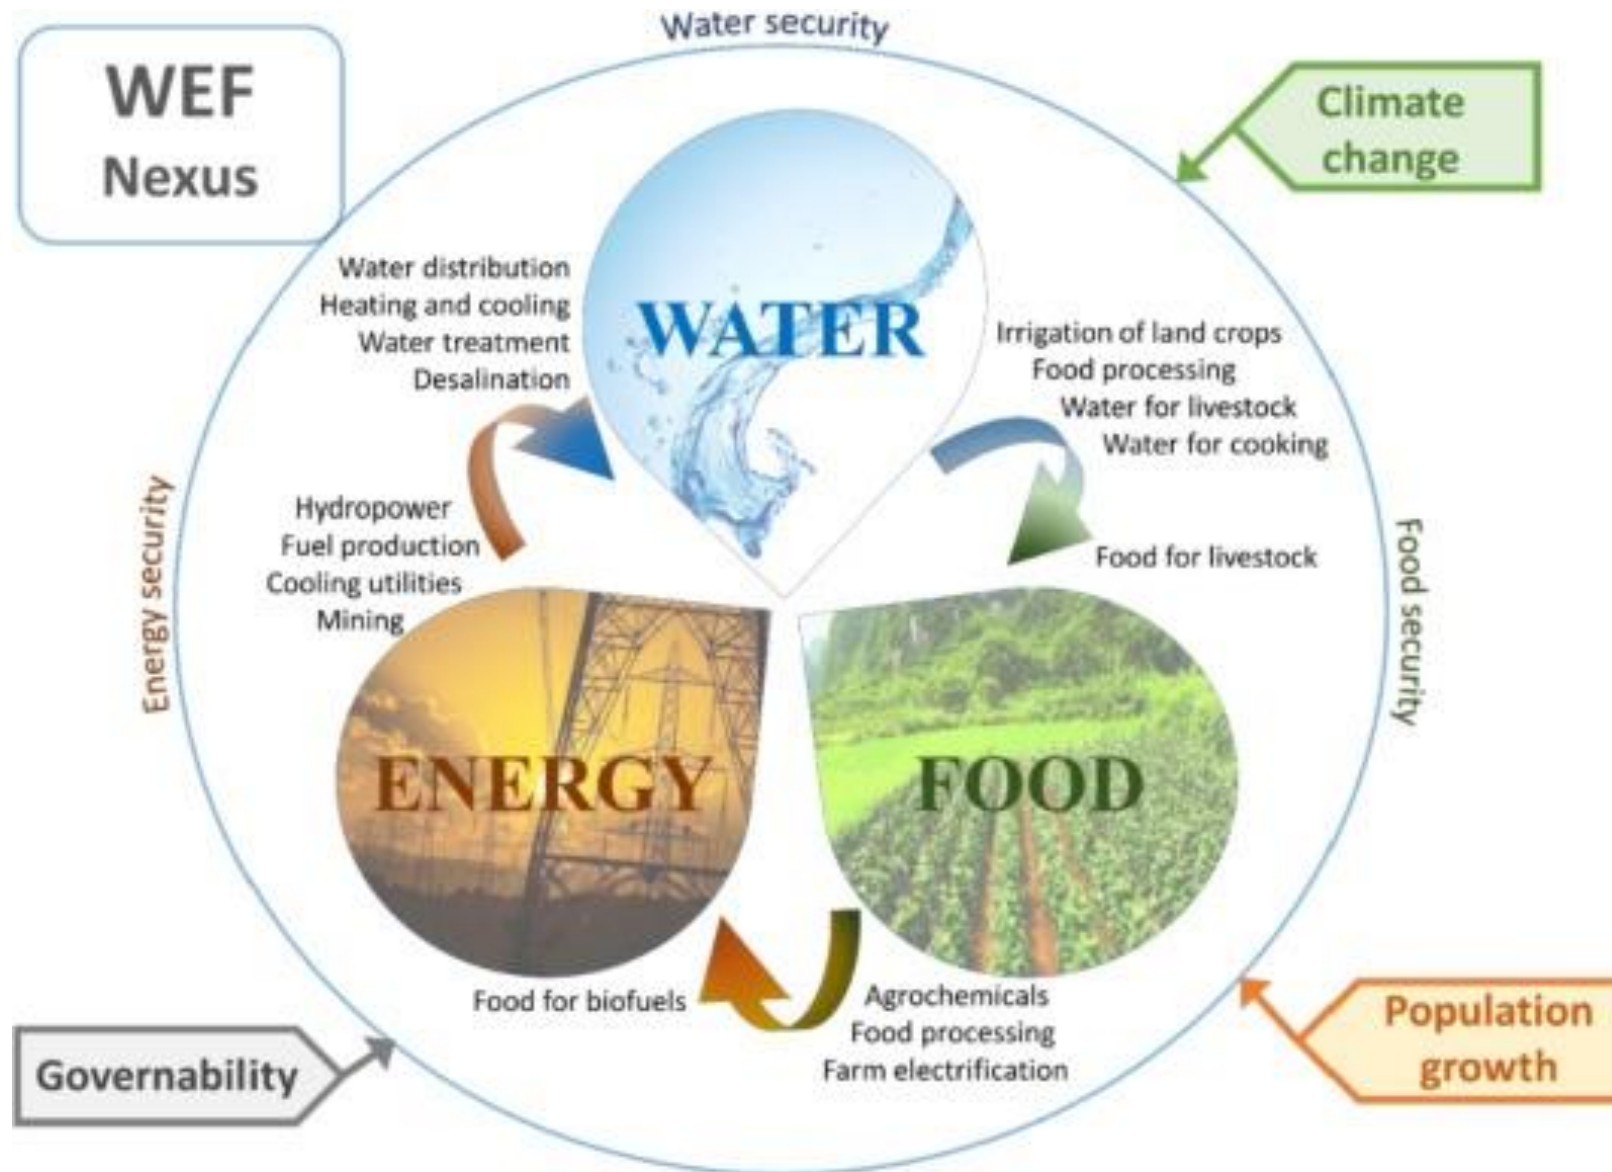 Water security
WEF
Nexus
Climate
change
Water distribution
Heating and cooling
Water treatment
Desalination
WATER
Irrigation of land crops
Food processing
Water for livestock
Water for cooking
Energy security
Hydropower
Fuel production
Cooling utilities
Mining
Food for livestock
Food security
ENERGY
FOOD
Food for biofuels
Agrochemicals
Food processing
Farm electrification
Governability
Population
growth